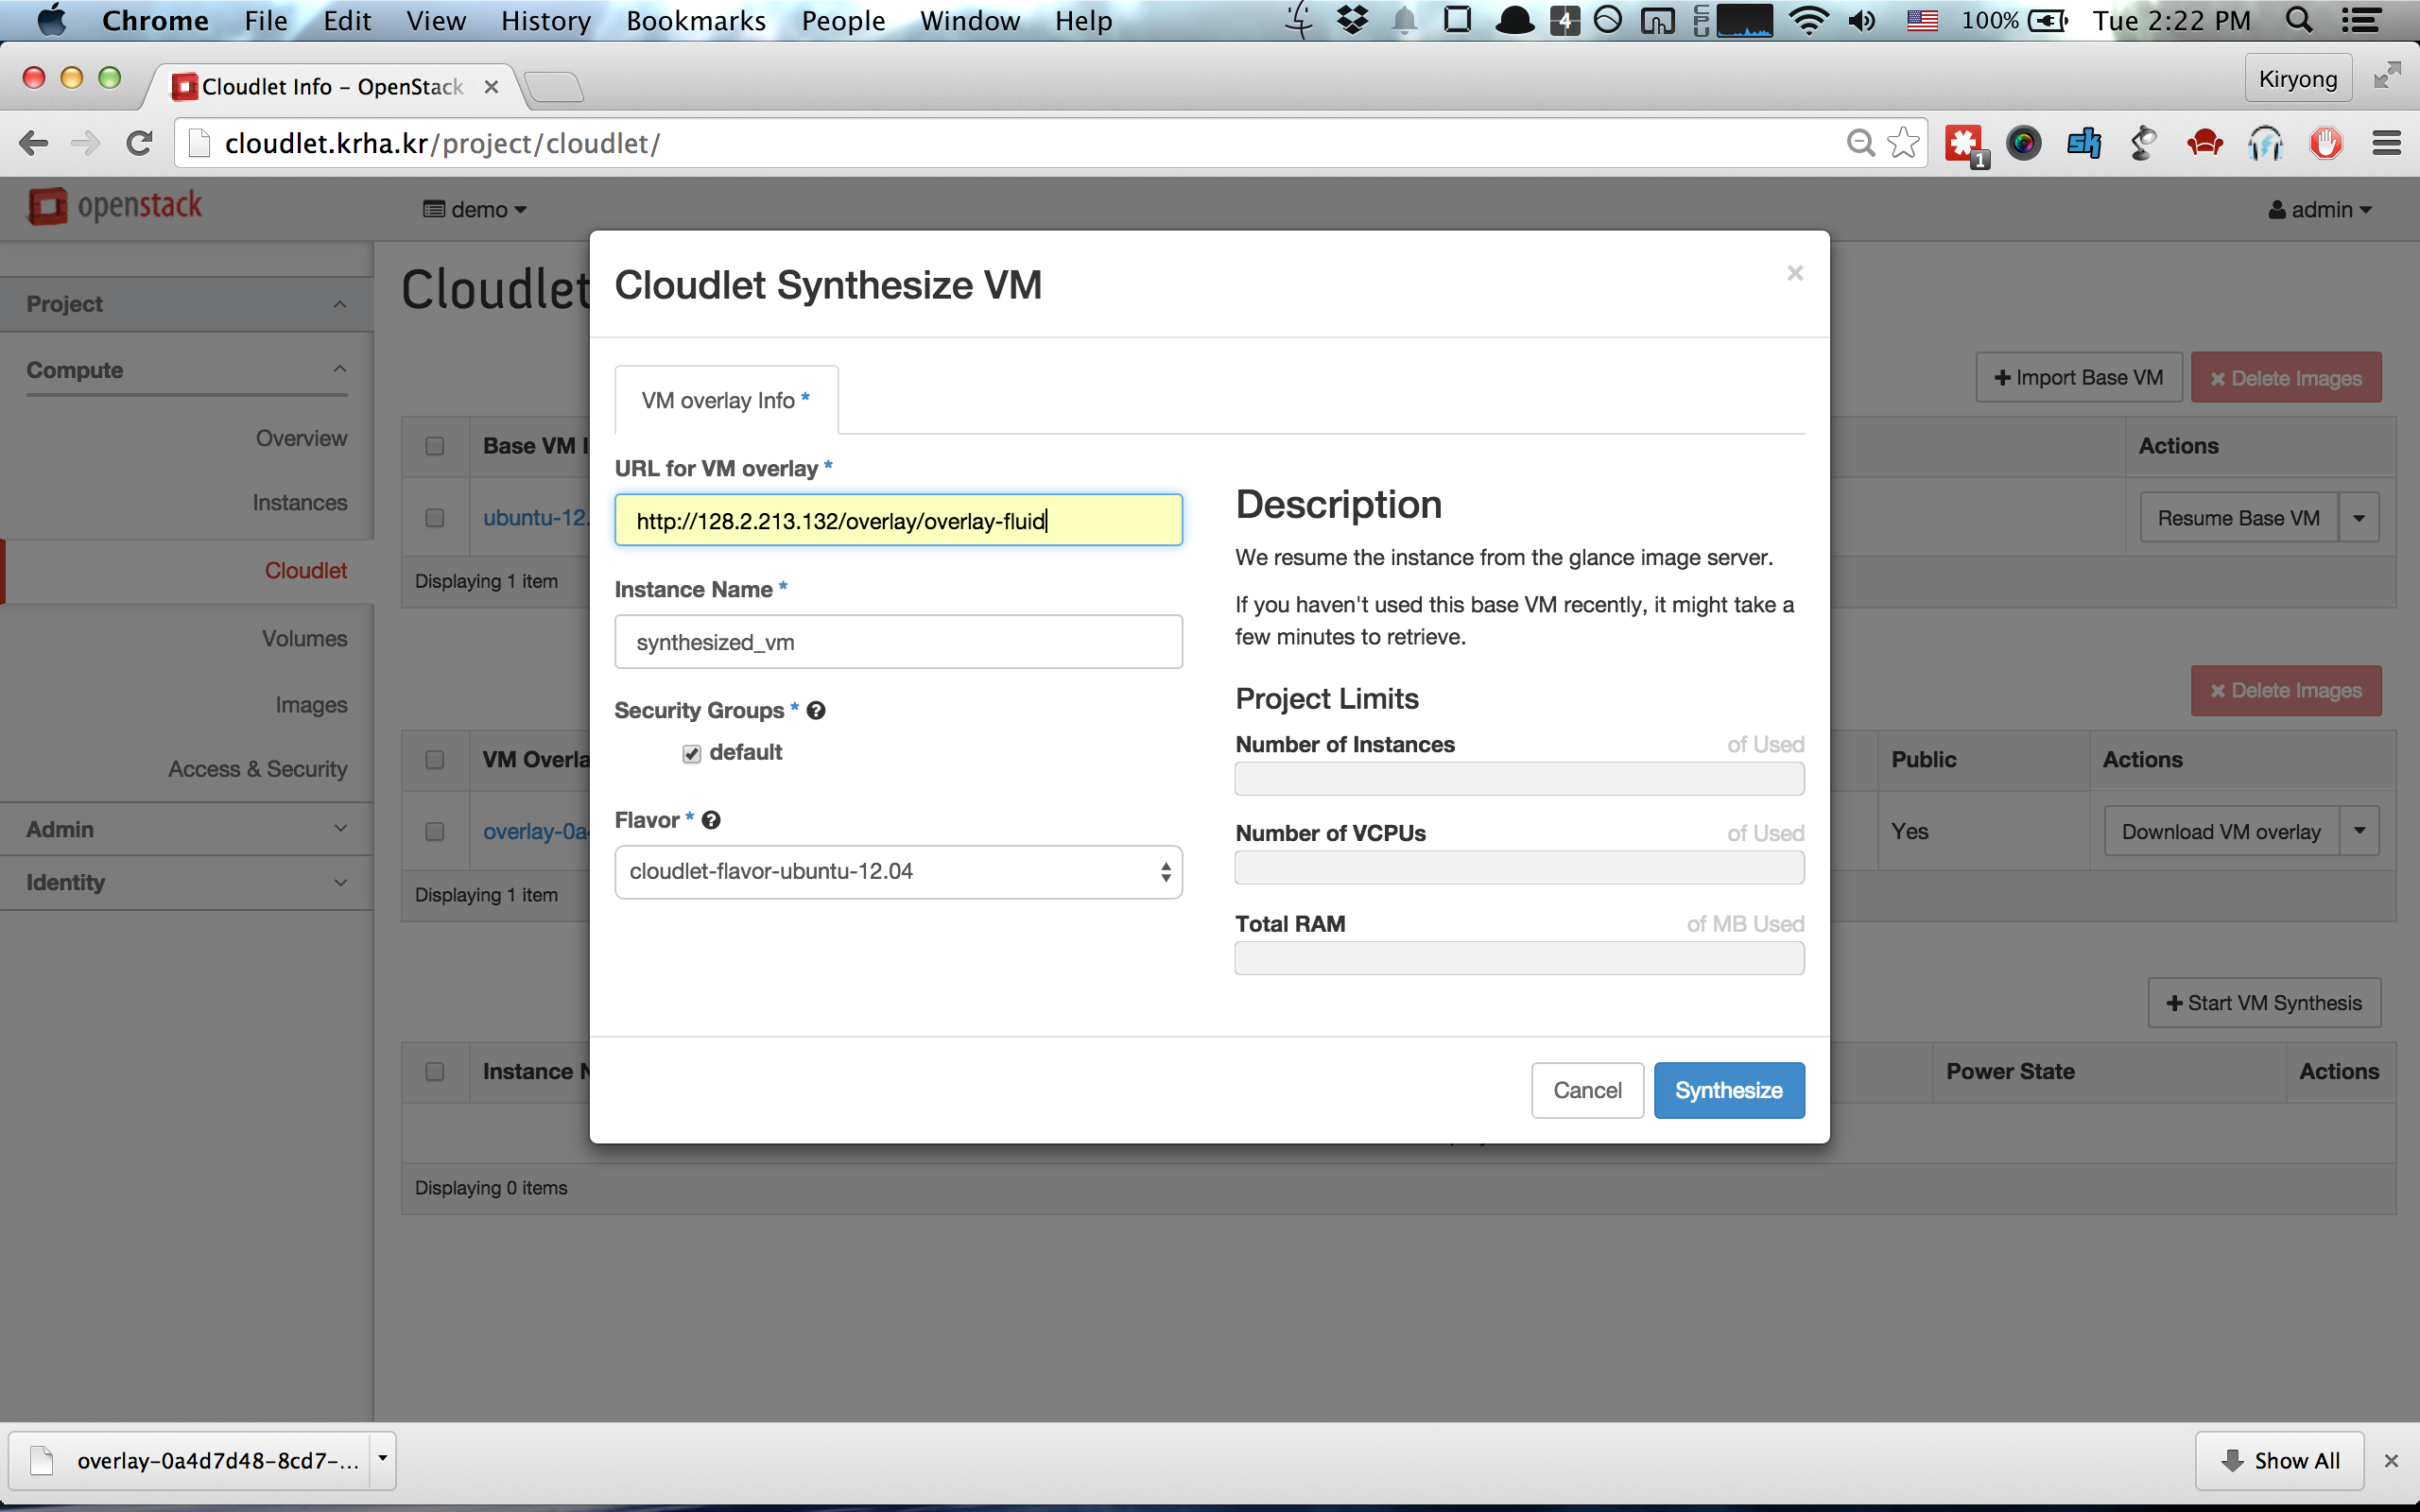 Chrome File Edit View History Bookmarks People Window Help 4 CPU 100% Tue 2:22 PM
Cloudlet Info – OpenStack Kiryong
cloudlet.krha.kr/project/cloudlet/ 1
openstack demo admin
Cloudlet
Cloudlet Synthesize VM ×
Project
Compute
Import Base VM Delete Images
VM overlay Info *
Overview
Base VM I Actions
URL for VM overlay *
Instances
ubuntu-12. http://128.2.213.132/overlay/overlay-fluid Description Resume Base VM
We resume the instance from the glance image server.
Cloudlet
Displaying 1 item
Instance Name *
If you haven't used this base VM recently, it might take a
few minutes to retrieve.
Volumes
synthesized_vm
Images
Security Groups * ?
Project Limits
Delete Images
default
Number of Instances of Used
Access & Security
VM Overla Public Actions
Admin
Flavor * ?
overlay-0a Number of VCPUs of Used Yes Download VM overlay
cloudlet-flavor-ubuntu-12.04
Identity
Displaying 1 item
Total RAM of MB Used
Start VM Synthesis
Instance N Power State Actions
Cancel Synthesize
Displaying 0 items
overlay-0a4d7d48-8cd7-... Show All